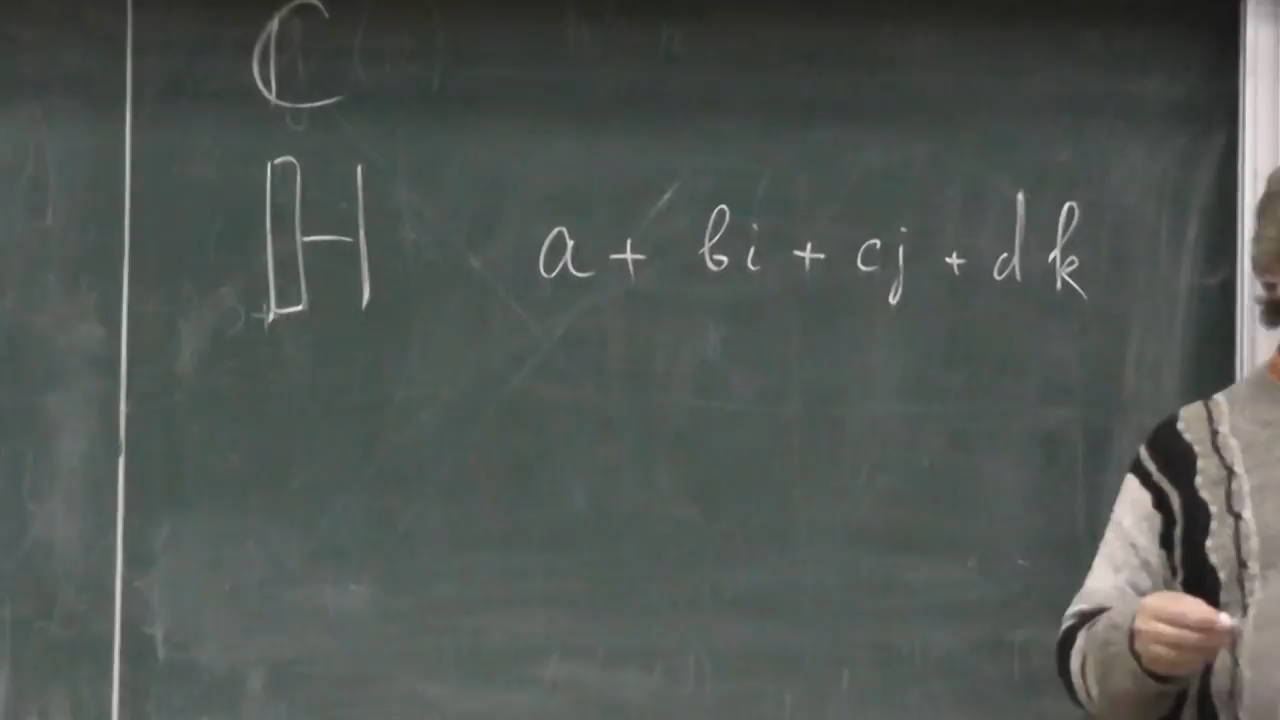 ℂ
ℍ a + bi + cj + dk